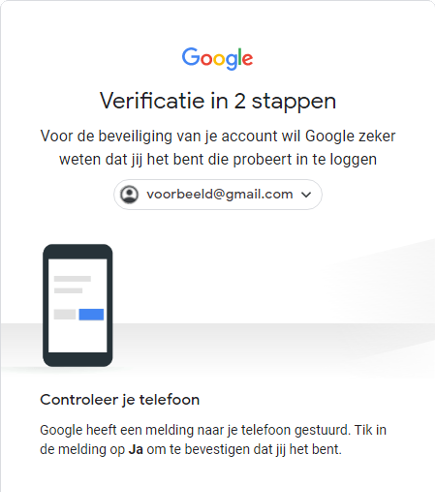 Google
Verificatie in 2 stappen
Voor de beveiliging van je account wil Google zeker
weten dat jij het bent die probeert in te loggen
voorbeeld@gmail.com
Controleer je telefoon
Google heeft een melding naar je telefoon gestuurd. Tik in
de melding op Ja om te bevestigen dat jij het bent.